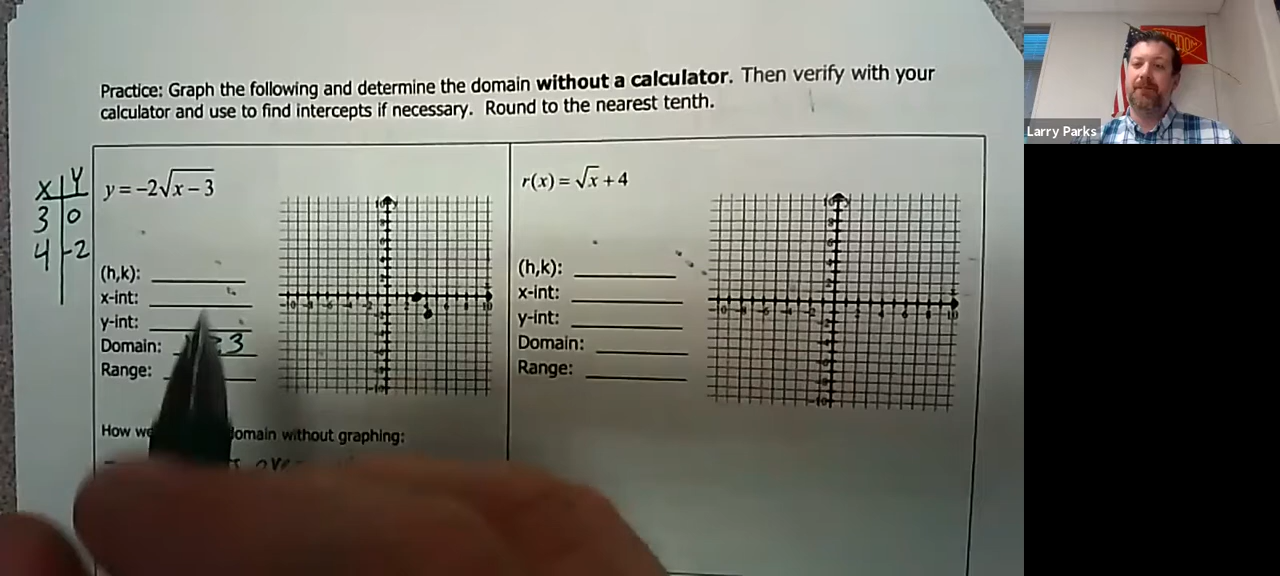 Practice: Graph the following and determine the domain without a calculator. Then verify with your
calculator and use to find intercepts if necessary. Round to the nearest tenth.
Larry Parks
X Y
3 0
4 -2
y = -2√x - 3
(h,k):
x-int:
y-int:
Domain: ≥ 3
Range:
How
domain without graphing:
r(x) = √x + 4
(h,k):
x-int:
y-int:
Domain:
Range: